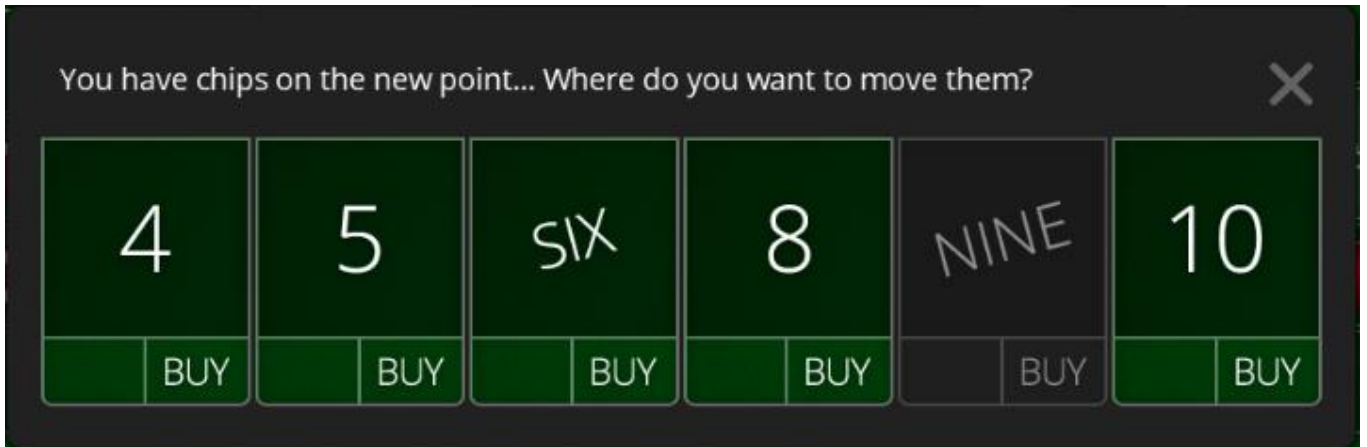 You have chips on the new point... Where do you want to move them?
4 5 SIX 8 NINE 10
BUY BUY BUY BUY BUY BUY